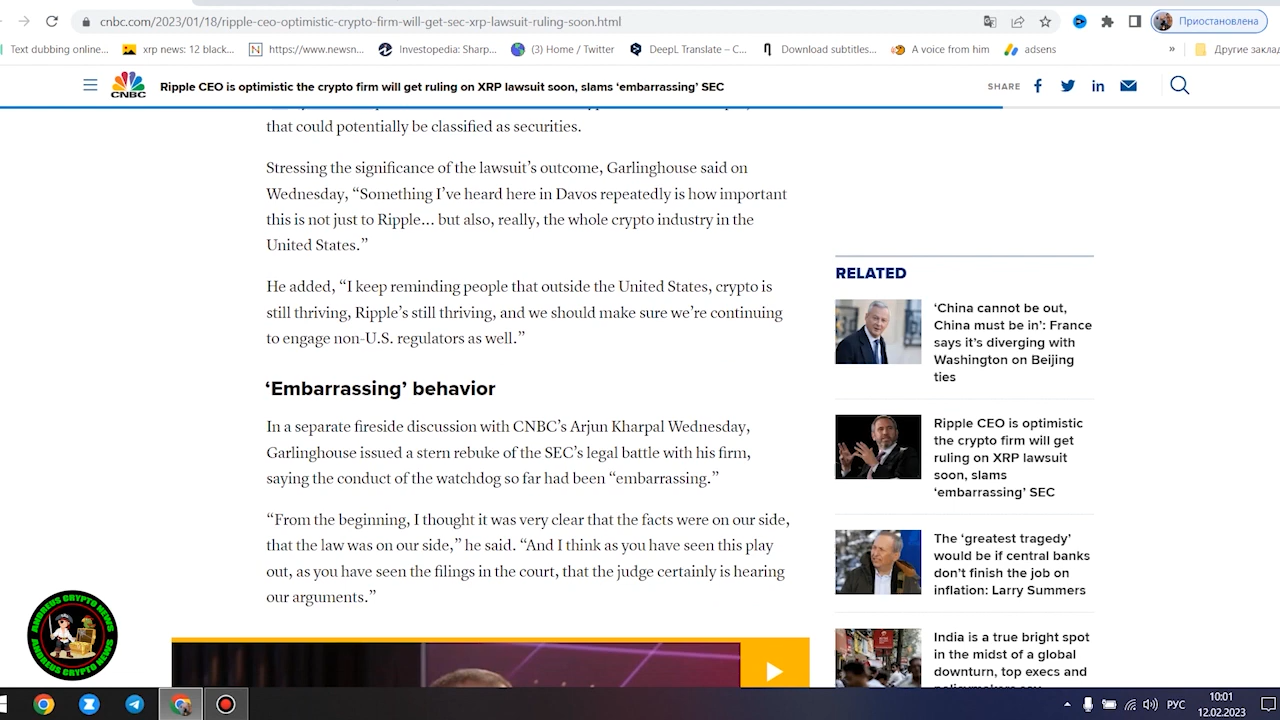 cnbc.com/2023/01/18/ripple-ceo-optimistic-crypto-firm-will-get-sec-xrp-lawsuit-ruling-soon.html
Приостановлена
Text dubbing online...
xrp news: 12 black...
https://www.newsn...
Investopedia: Sharp...
(3) Home / Twitter
DeepL Translate – C...
Download subtitles...
A voice from him
adsens
»
Другие закла
CNBC
Ripple CEO is optimistic the crypto firm will get ruling on XRP lawsuit soon, slams ‘embarrassing’ SEC
SHARE
that could potentially be classified as securities.
Stressing the significance of the lawsuit’s outcome, Garlinghouse said on
Wednesday, “Something I’ve heard here in Davos repeatedly is how important
this is not just to Ripple... but also, really, the whole crypto industry in the
United States.”
He added, “I keep reminding people that outside the United States, crypto is
still thriving, Ripple’s still thriving, and we should make sure we’re continuing
to engage non-U.S. regulators as well.”
‘Embarrassing’ behavior
In a separate fireside discussion with CNBC’s Arjun Kharpal Wednesday,
Garlinghouse issued a stern rebuke of the SEC’s legal battle with his firm,
saying the conduct of the watchdog so far had been “embarrassing.”
“From the beginning, I thought it was very clear that the facts were on our side,
that the law was on our side,” he said. “And I think as you have seen this play
out, as you have seen the filings in the court, that the judge certainly is hearing
our arguments.”
RELATED
‘China cannot be out,
China must be in’: France
says it’s diverging with
Washington on Beijing
ties
Ripple CEO is optimistic
the crypto firm will get
ruling on XRP lawsuit
soon, slams
‘embarrassing’ SEC
The ‘greatest tragedy’
would be if central banks
don’t finish the job on
inflation: Larry Summers
India is a true bright spot
in the midst of a global
downturn, top execs and
ANDREUS CRYPTO NEWS
ANDREUS CRYPTO NEWS
РУС
10:01
12.02.2023